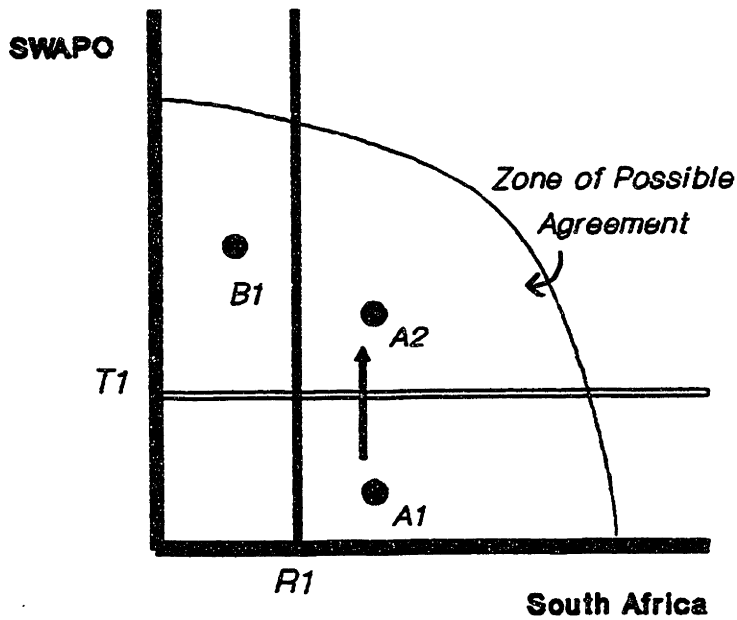 SWAPO
Zone of Possible
Agreement
B1
A2
T1
A1
R1
South Africa